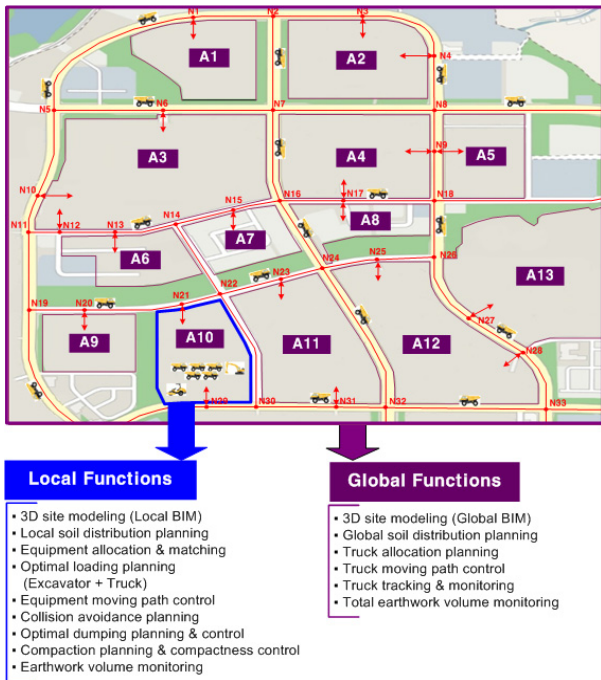 N1
N2
N3
A1
A2
N4
N5
N6
N7
N8
A3
A4
N9
A5
N10
N15
N16
N17
N18
N11
N12
N13
N14
A7
A8
A6
N24
N25
N26
A13
N23
N22
N19
N20
N21
N27
A9
A10
A11
A12
N28
N29
N30
N31
N32
N33
Local Functions
▪ 3D site modeling (Local BIM)
▪ Local soil distribution planning
▪ Equipment allocation & matching
▪ Optimal loading planning
(Excavator + Truck)
▪ Equipment moving path control
▪ Collision avoidance planning
▪ Optimal dumping planning & control
▪ Compaction planning & compactness control
▪ Earthwork volume monitoring
Global Functions
▪ 3D site modeling (Global BIM)
▪ Global soil distribution planning
▪ Truck allocation planning
▪ Truck moving path control
▪ Truck tracking & monitoring
▪ Total earthwork volume monitoring